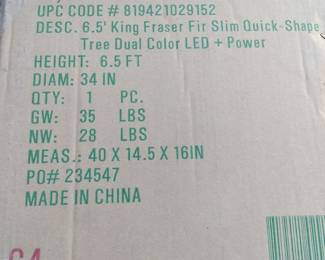 UPC CODE # 819421029152
DESC. 6.5' King Fraser Fir Slim Quick-Shape
Tree Dual Color LED + Power
HEIGHT: 6.5 FT
DIAM: 34 IN
QTY: 1 PC.
GW: 35 LBS
NW: 28 LBS
MEAS.: 40 X 14.5 X 16IN
PO# 234547
MADE IN CHINA